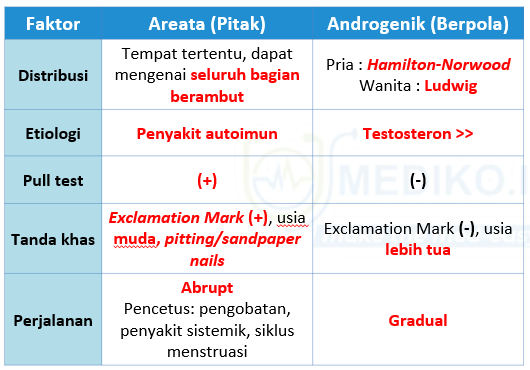 Faktor
Areata (Pitak)
Androgenik (Berpola)
Distribusi
Tempat tertentu, dapat
mengenai seluruh bagian
berambut
Pria : Hamilton-Norwood
Wanita : Ludwig
Etiologi
Penyakit autoimun
Testosteron >>
Pull test
(+)
(-)
Tanda khas
Exclamation Mark (+), usia
muda, pitting/sandpaper
nails
Exclamation Mark (-), usia
lebih tua
Perjalanan
Abrupt
Pencetus: pengobatan,
penyakit sistemik, siklus
menstruasi
Gradual
MEDIKO.I